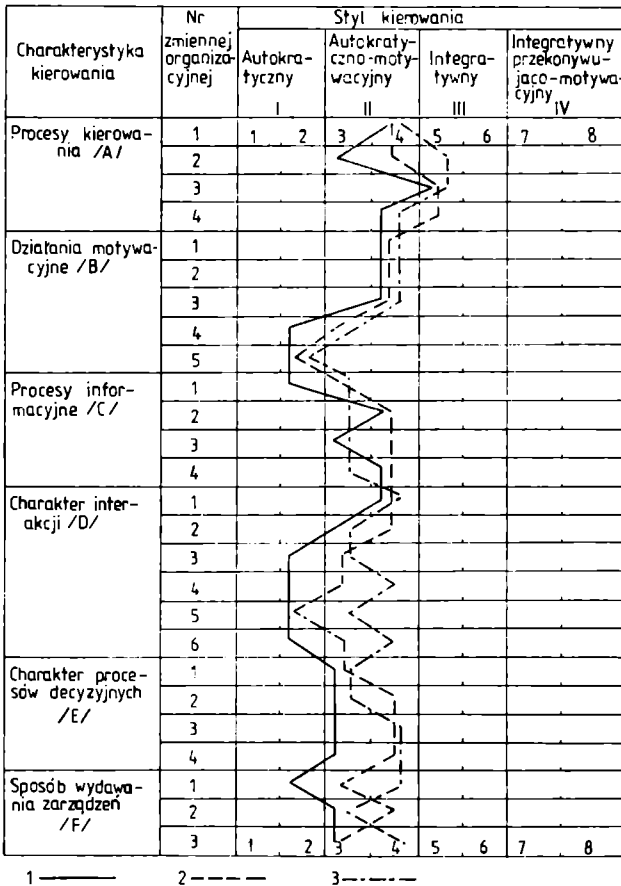 Charakterystyka
kierowania
Nr
zmiennej
organiza-
cyjnej
Styl kierowania
Autokra-
tyczny
I
Autokraty-
czno-moty-
wacyjny
II
Integra-
tywny
III
Integratywny
przekonywu-
jąco-motywa-
cyjny
IV
Procesy kierowa-
nia /A/
1 1 2 3 4 5 6 7 8
2
3
4
Działania motywa-
cyjne /B/
1
2
3
4
5
Procesy infor-
macyjne /C/
1
2
3
4
Charakter inter-
akcji /D/
1
2
3
4
5
6
Charakter proce-
sów decyzyjnych
/E/
1
2
3
4
Sposób wydawa-
nia zarządzeń
/F/
1
2
3 1 2 3 4 5 6 7 8
1 2 3